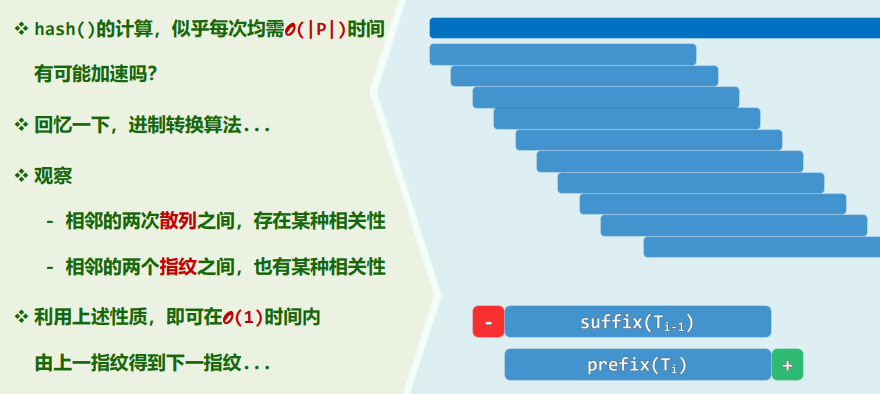 ❖ hash()的计算，似乎每次均需O(|P|)时间
有可能加速吗？
❖ 回忆一下，进制转换算法...
❖ 观察
- 相邻的两次散列之间，存在某种相关性
- 相邻的两个指纹之间，也有某种相关性
❖ 利用上述性质，即可在O(1)时间内
由上一指纹得到下一指纹...
- suffix(Ti-1)
prefix(Ti) +